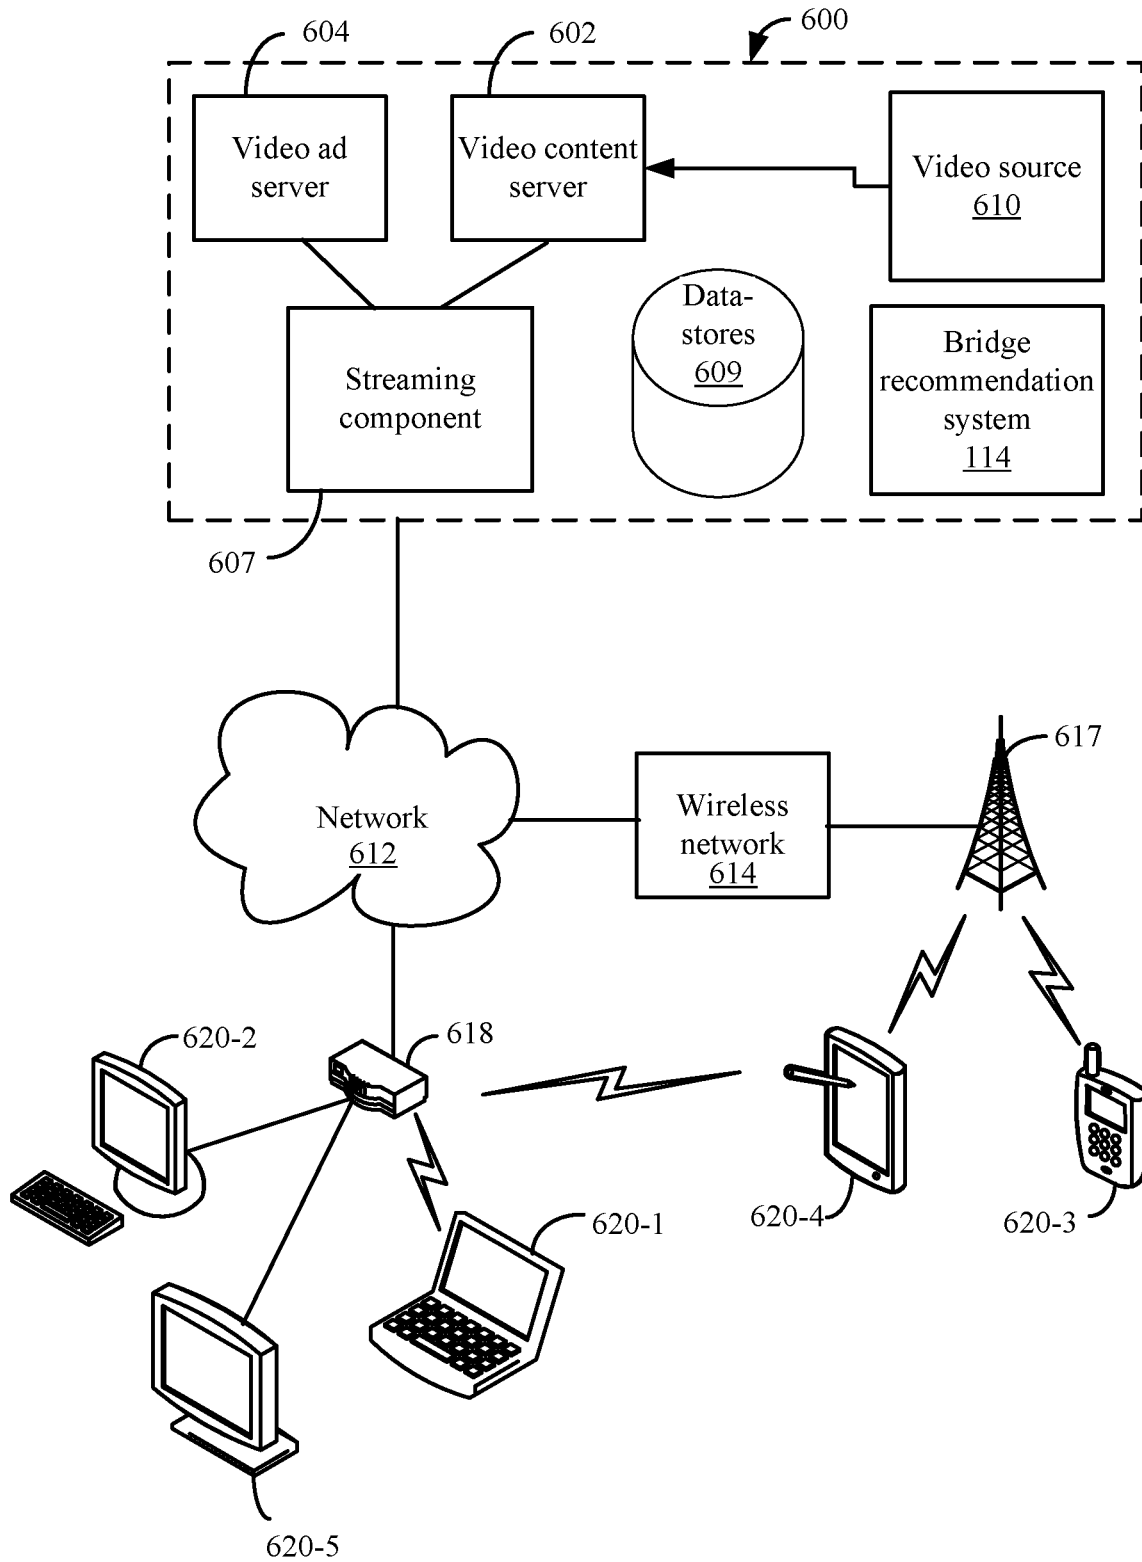 600
604
602
Video ad
server
Video content
server
Video source
610
Data-
stores
609
Bridge
recommendation
system
114
Streaming
component
607
617
Network
612
Wireless
network
614
620-2
618
620-1
620-4
620-3
620-5